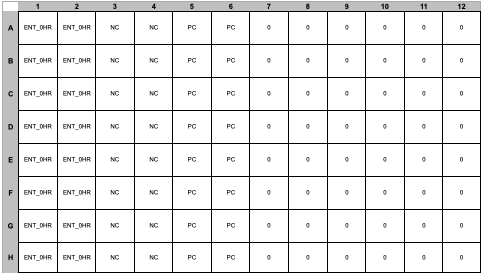 1 2 3 4 5 6 7 8 9 10 11 12
A ENT_0HR ENT_0HR NC NC PC PC 0 0 0 0 0 0
B ENT_0HR ENT_0HR NC NC PC PC 0 0 0 0 0 0
C ENT_0HR ENT_0HR NC NC PC PC 0 0 0 0 0 0
D ENT_0HR ENT_0HR NC NC PC PC 0 0 0 0 0 0
E ENT_0HR ENT_0HR NC NC PC PC 0 0 0 0 0 0
F ENT_0HR ENT_0HR NC NC PC PC 0 0 0 0 0 0
G ENT_0HR ENT_0HR NC NC PC PC 0 0 0 0 0 0
H ENT_0HR ENT_0HR NC NC PC PC 0 0 0 0 0 0